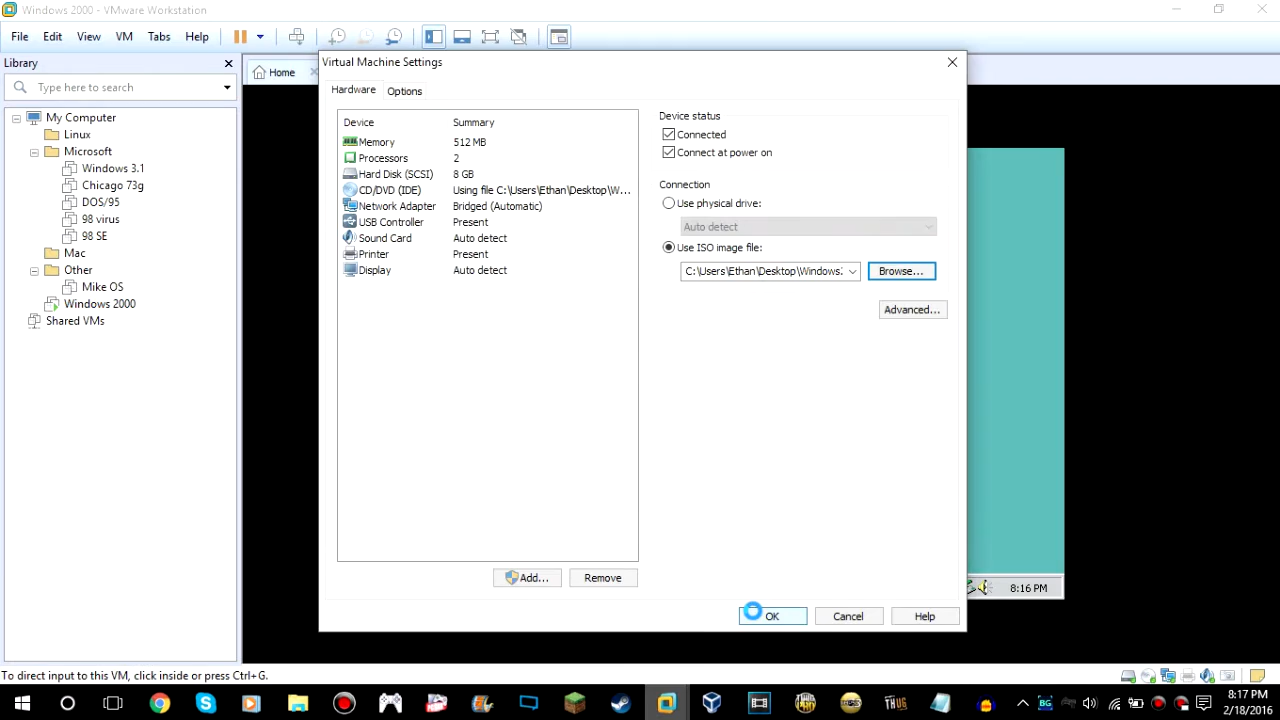 Windows 2000 - VMware Workstation
File Edit View VM Tabs Help
Library
Type here to search
My Computer
Linux
Microsoft
Windows 3.1
Chicago 73g
DOS/95
98 virus
98 SE
Mac
Other
Mike OS
Windows 2000
Shared VMs
Home
Virtual Machine Settings
Hardware Options
Device Summary
Memory 512 MB
Processors 2
Hard Disk (SCSI) 8 GB
CD/DVD (IDE) Using file C:\Users\Ethan\Desktop\W...
Network Adapter Bridged (Automatic)
USB Controller Present
Sound Card Auto detect
Printer Present
Display Auto detect
Add... Remove
Device status
Connected
Connect at power on
Connection
Use physical drive:
Auto detect
Use ISO image file:
C:\Users\Ethan\Desktop\Windows Browse...
Advanced...
OK Cancel Help
8:16 PM
To direct input to this VM, click inside or press Ctrl+G.
BG
8:17 PM
2/18/2016